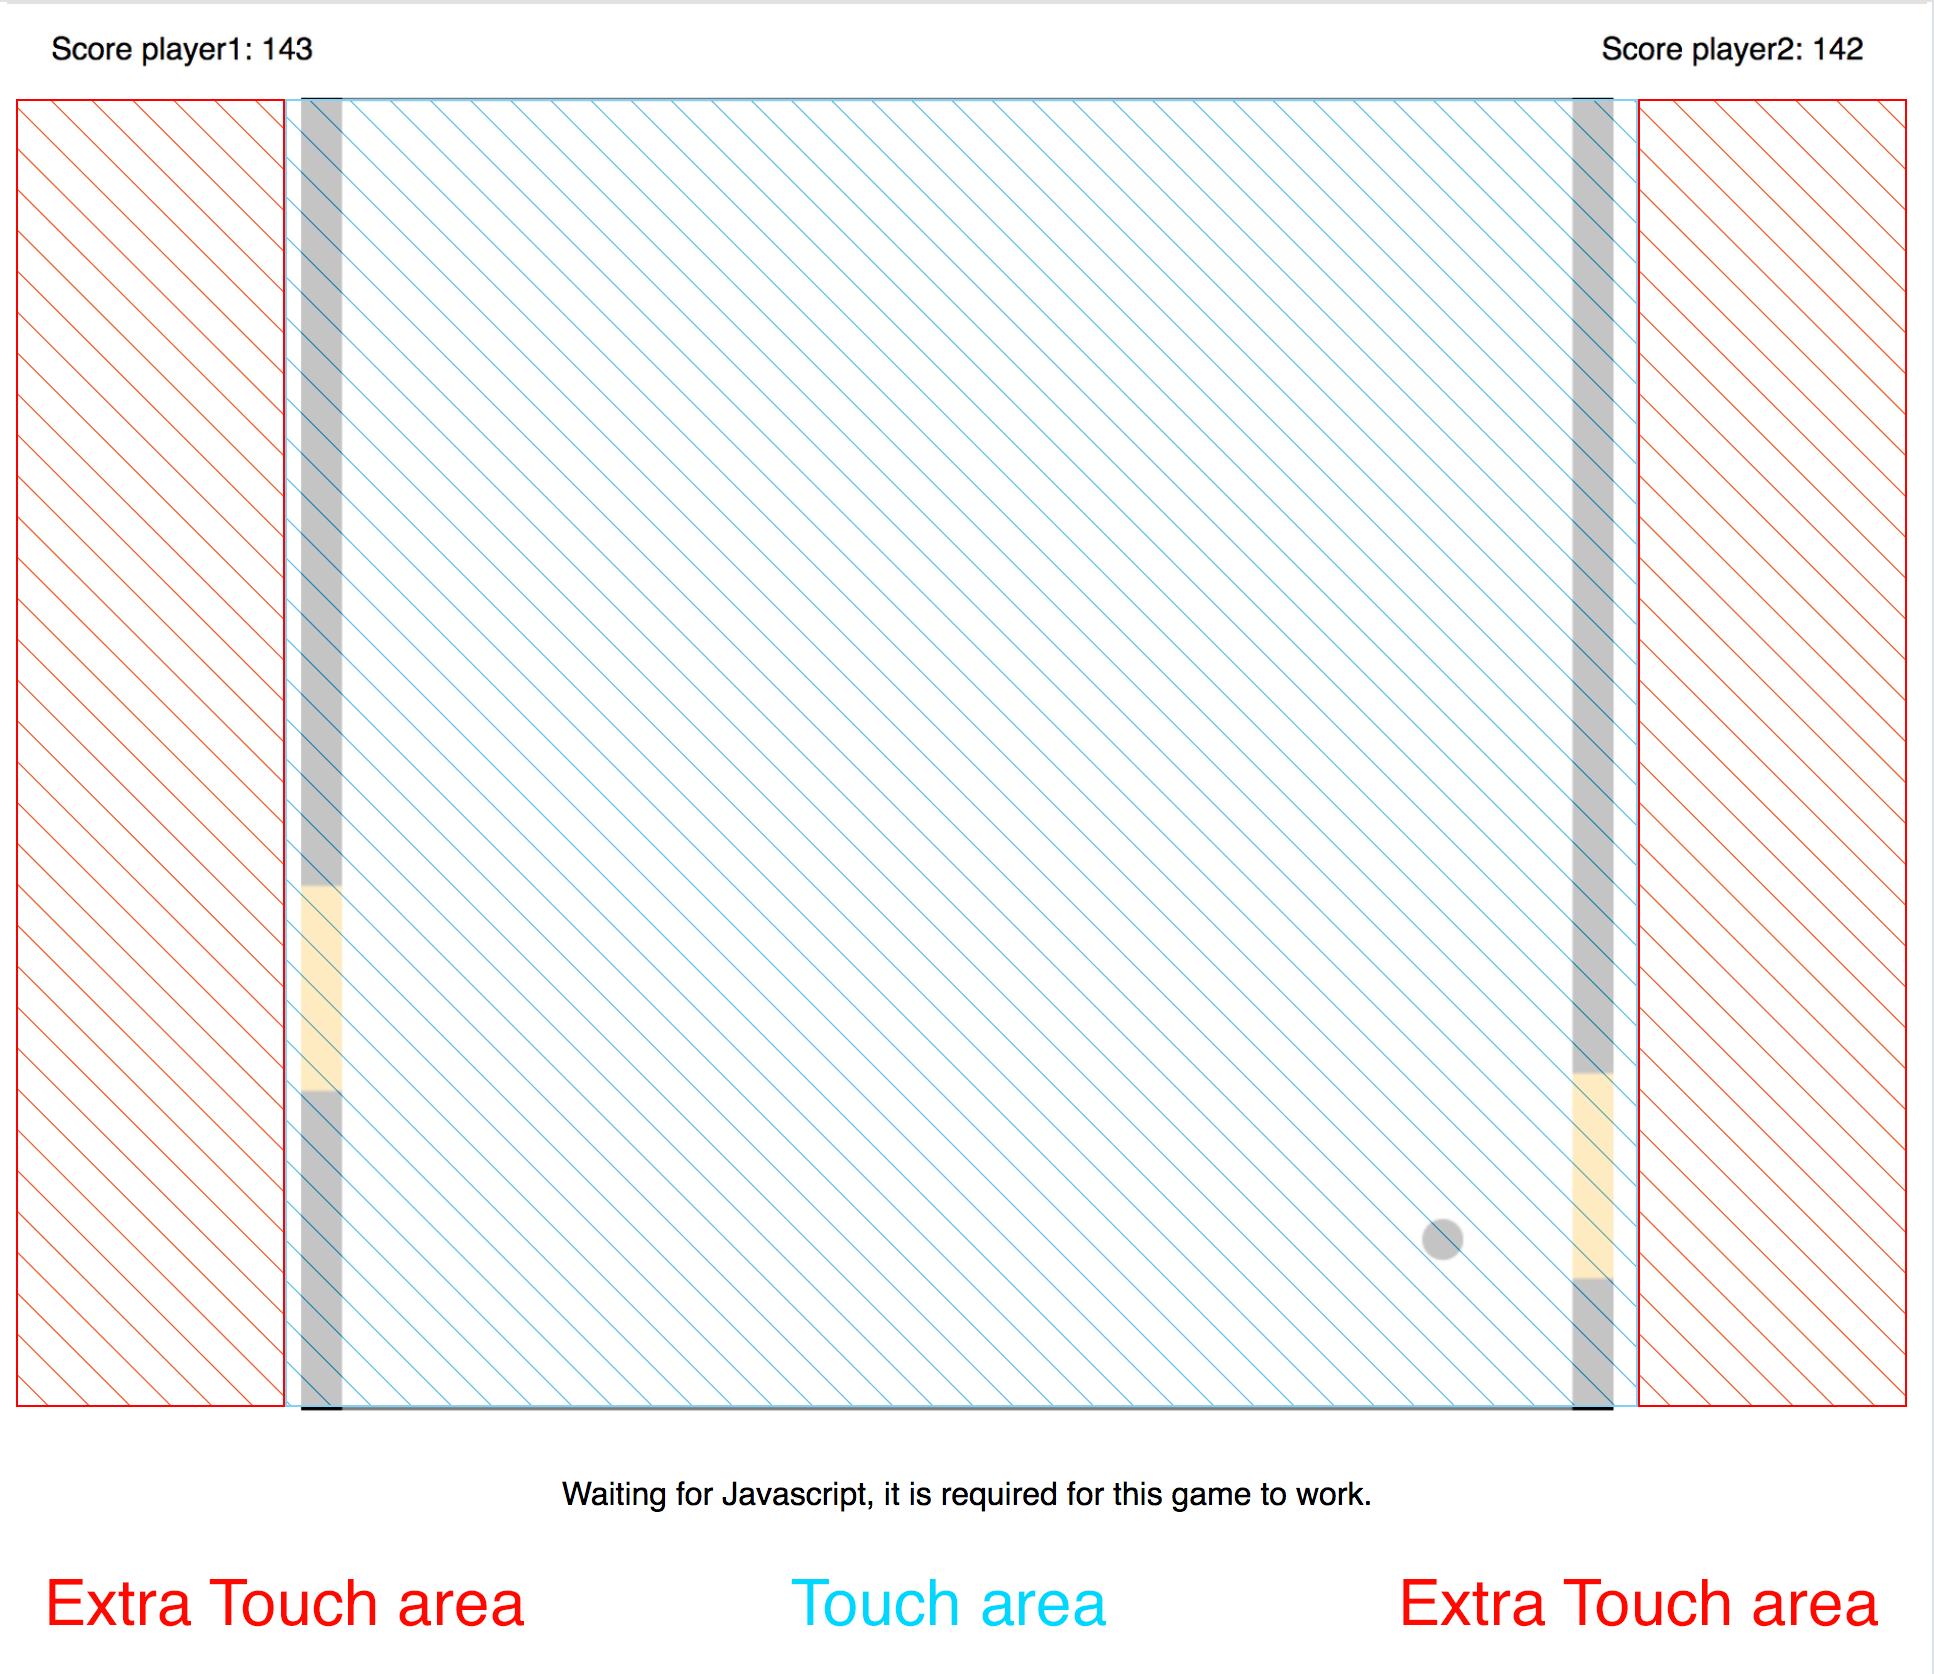 Score player1: 143
Score player2: 142
Waiting for Javascript, it is required for this game to work.
Extra Touch area
Touch area
Extra Touch area